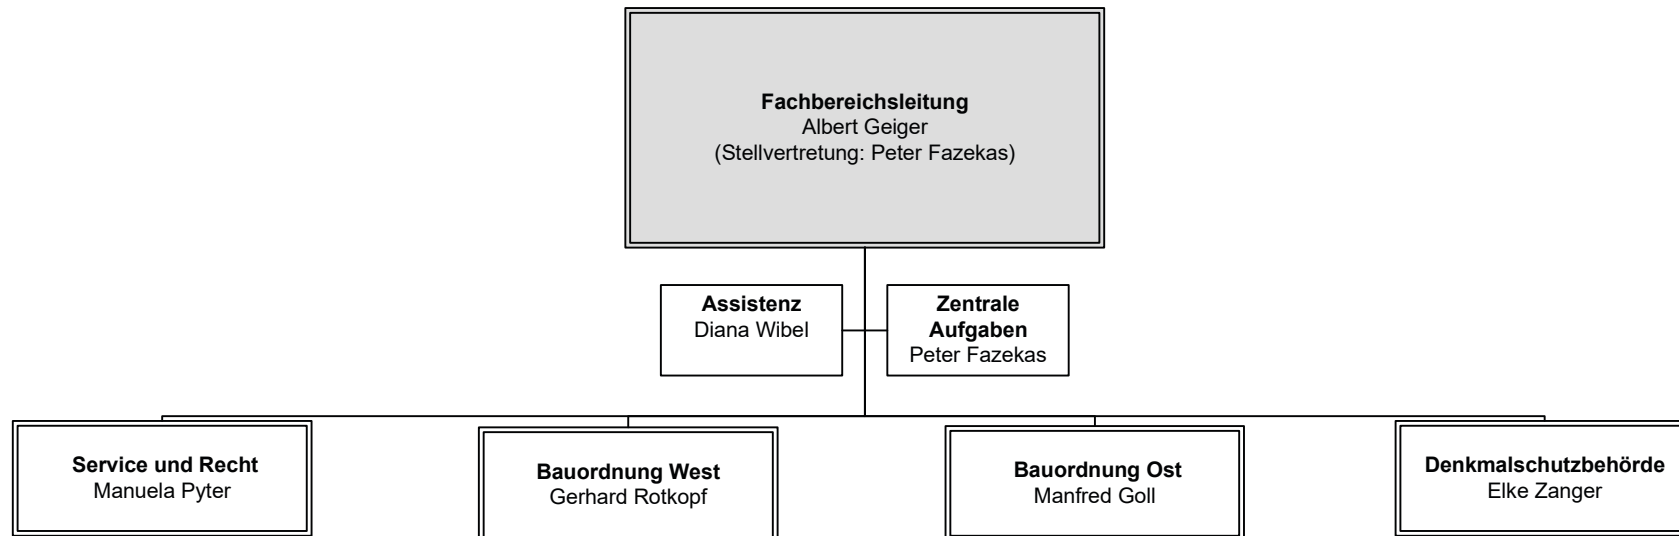 Fachbereichsleitung
Albert Geiger
(Stellvertretung: Peter Fazekas)
Assistenz
Diana Wibel
Zentrale
Aufgaben
Peter Fazekas
Service und Recht
Manuela Pyter
Bauordnung West
Gerhard Rotkopf
Bauordnung Ost
Manfred Goll
Denkmalschutzbehörde
Elke Zanger